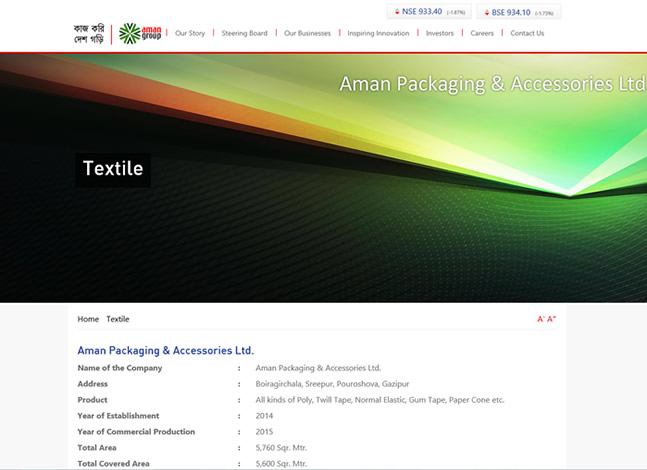 NSE 933.40 (-1.87%) BSE 934.10 (-1.73%)
কাজ করি
দেশ গড়ি
aman
group
Our Story | Steering Board | Our Businesses | Inspiring Innovation | Investors | Careers | Contact Us
Aman Packaging & Accessories Ltd
Textile
Home Textile A- A+
Aman Packaging & Accessories Ltd.
Name of the Company : Aman Packaging & Accessories Ltd.
Address : Boiragirchala, Sreepur, Pouroshova, Gazipur
Product : All kinds of Poly, Twill Tape, Normal Elastic, Gum Tape, Paper Cone etc.
Year of Establishment : 2014
Year of Commercial Production : 2015
Total Area : 5,760 Sqr. Mtr.
Total Covered Area : 5,600 Sqr. Mtr.